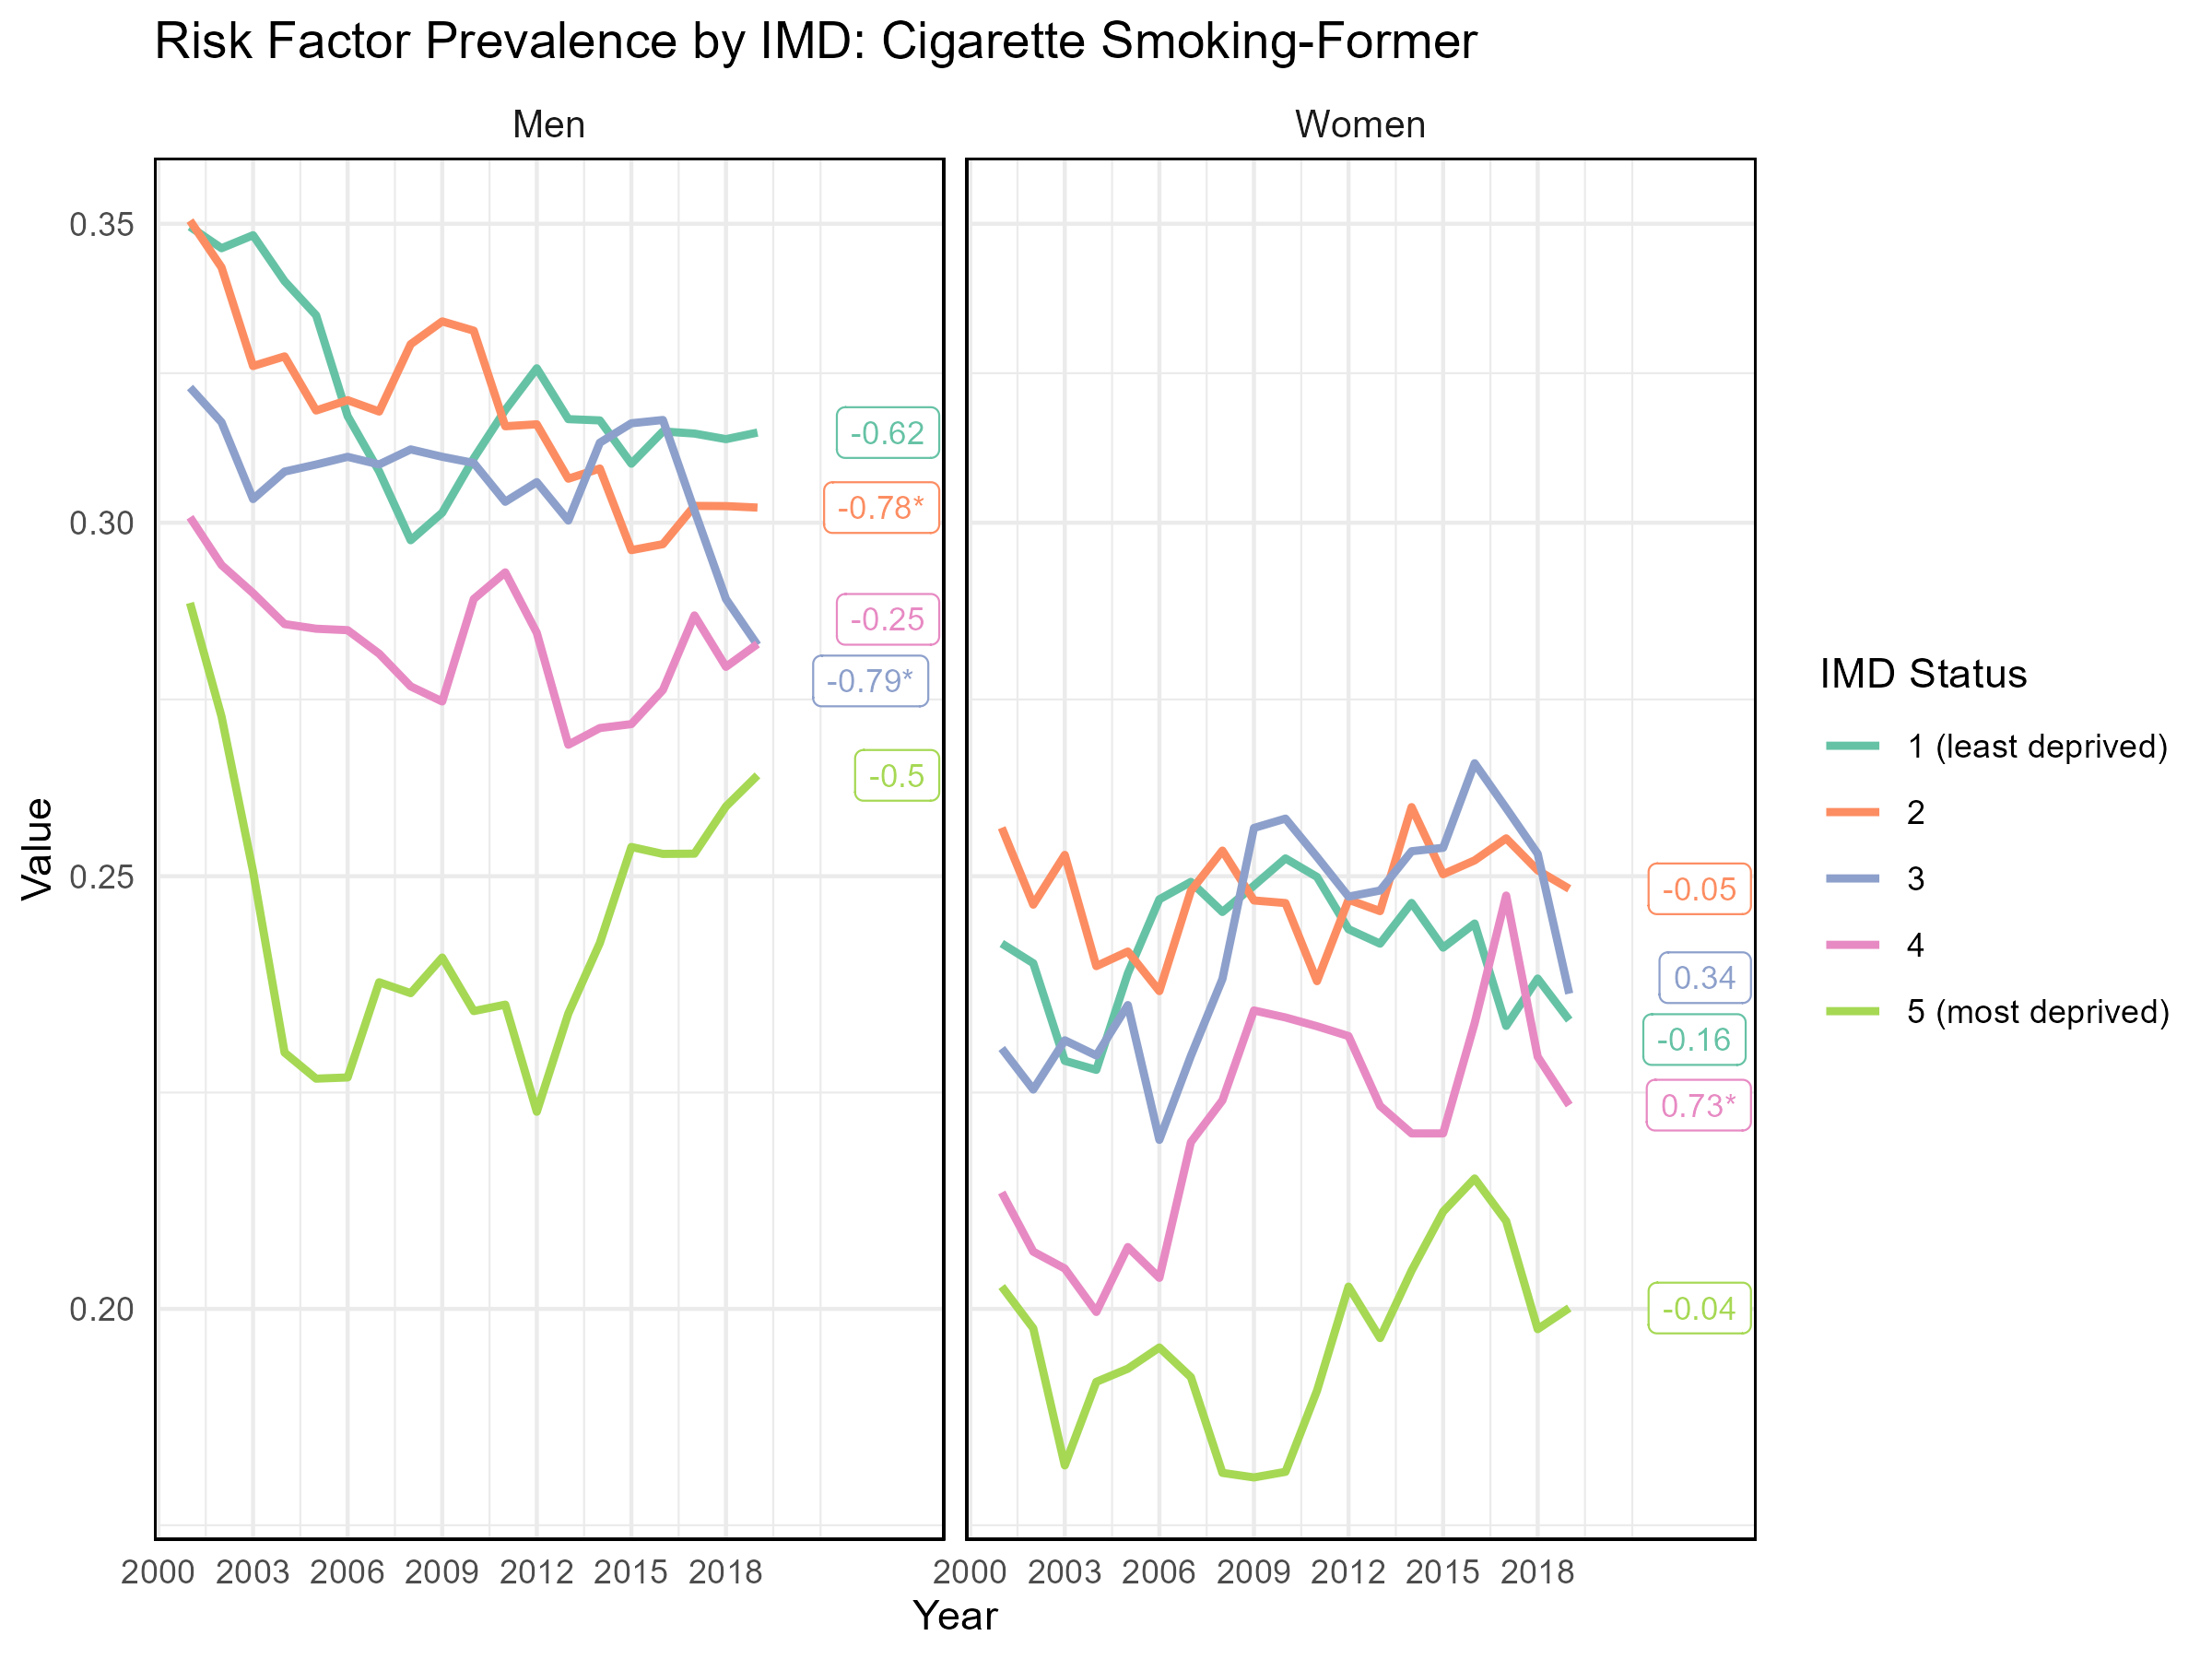 Risk Factor Prevalence by IMD: Cigarette Smoking-Former
Men
Women
Value
0.35
0.30
0.25
0.20
-0.62
-0.78*
-0.25
-0.79*
-0.5
-0.05
0.34
-0.16
0.73*
-0.04
2000 2003 2006 2009 2012 2015 2018
2000 2003 2006 2009 2012 2015 2018
Year
IMD Status
1 (least deprived)
2
3
4
5 (most deprived)